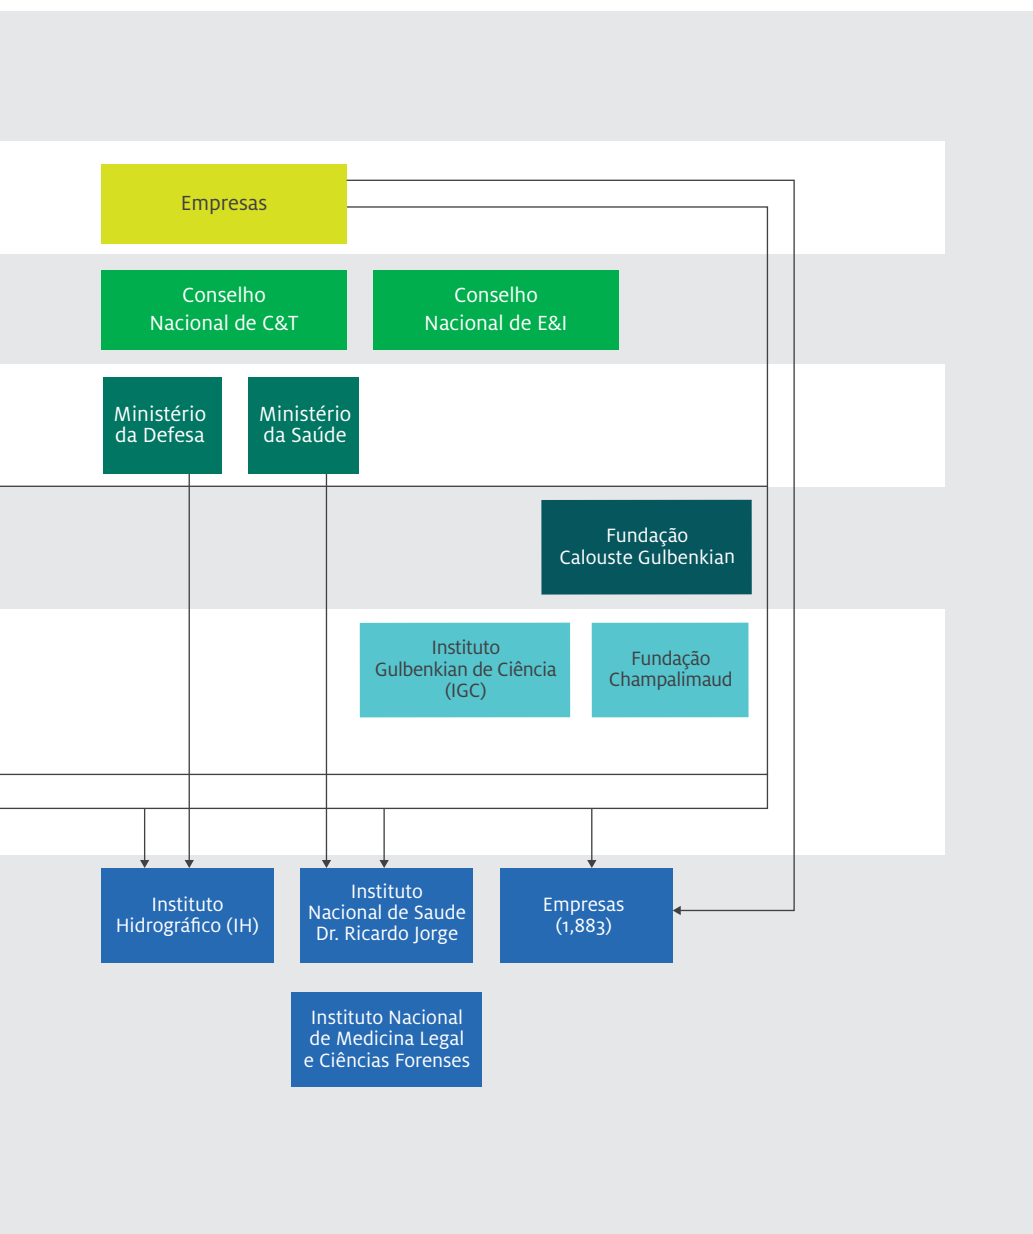 Empresas
Conselho
Nacional de C&T
Conselho
Nacional de E&I
Ministério
da Defesa
Ministério
da Saúde
Fundação
Calouste Gulbenkian
Instituto
Gulbenkian de Ciência
(IGC)
Fundação
Champalimaud
Instituto
Hidrográfico (IH)
Instituto
Nacional de Saude
Dr. Ricardo Jorge
Empresas
(1,883)
Instituto Nacional
de Medicina Legal
e Ciências Forenses